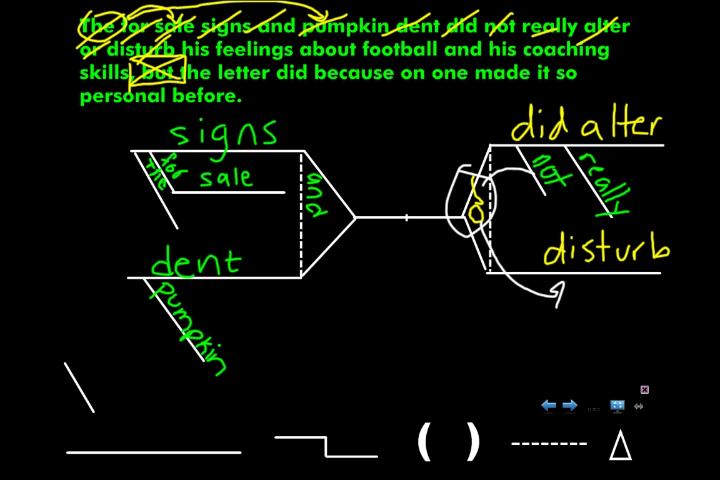 The for sale signs and pumpkin dent did not really alter
or disturb his feelings about football and his coaching
skills, but the letter did because on one made it so
personal before.
signs
did alter
The
for
sale
and
or
not
really
dent
disturb
pumpkin
( )